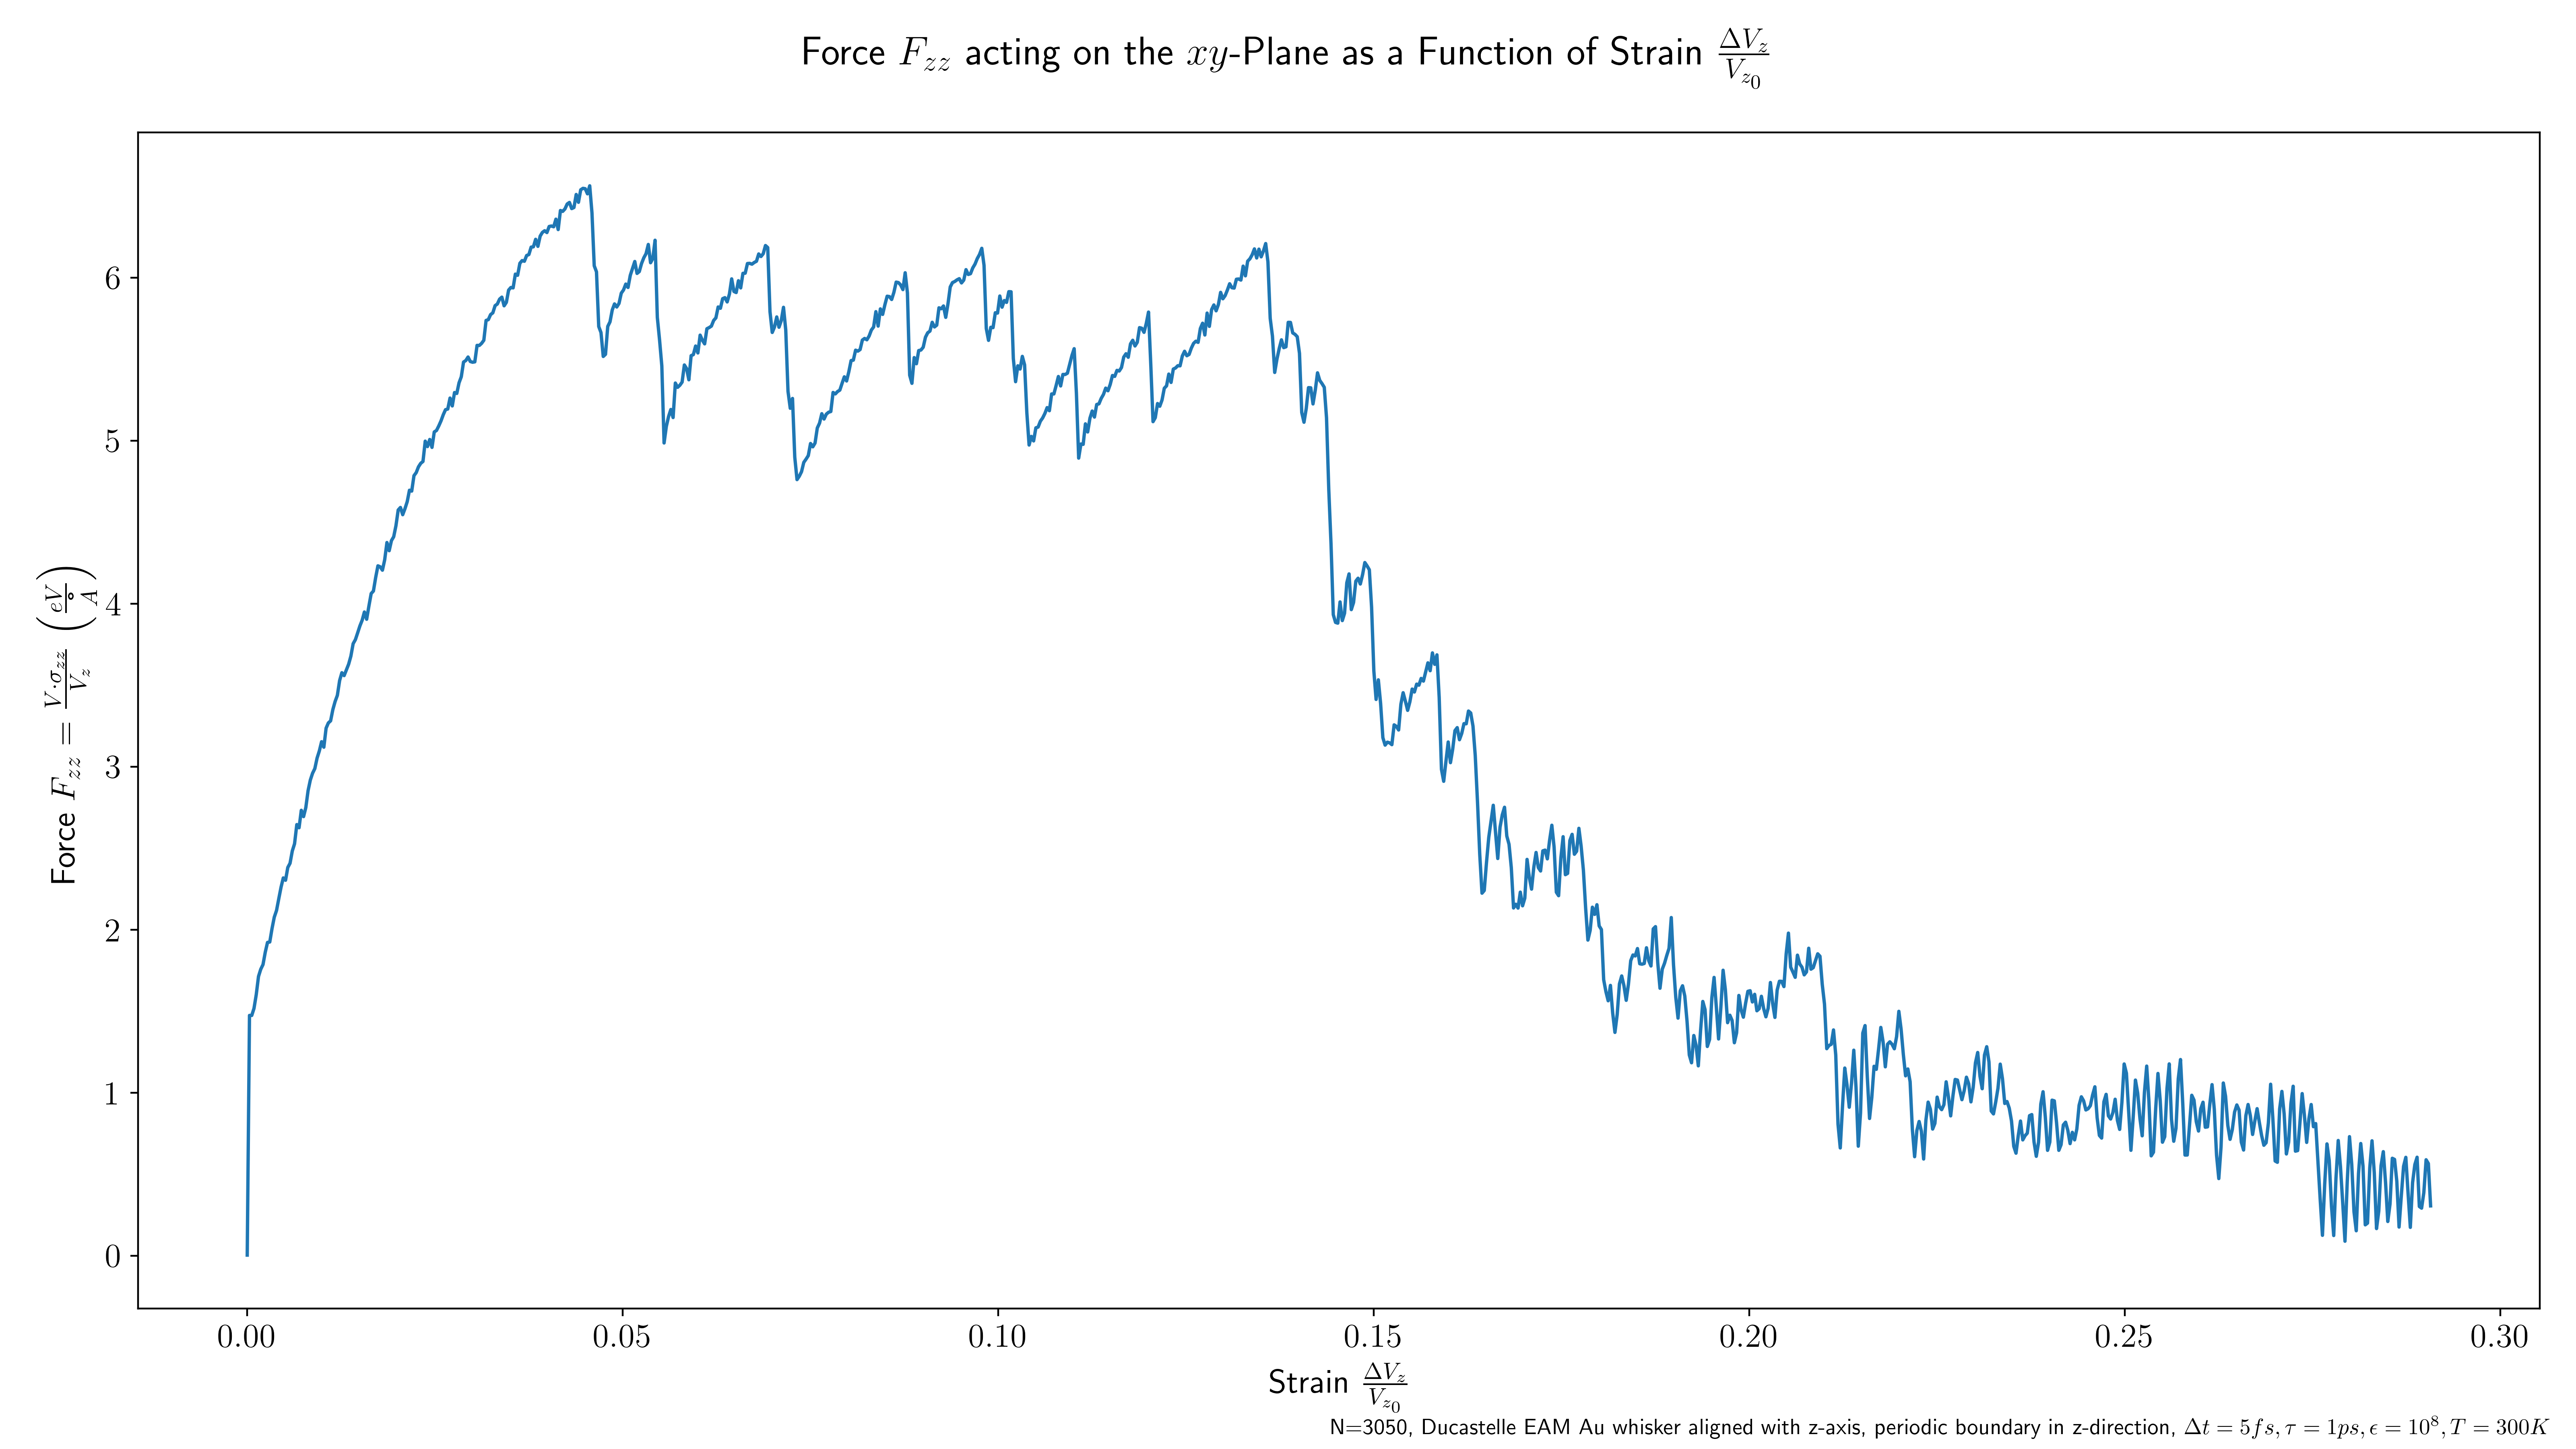 Force $F_{zz}$ acting on the $xy$-Plane as a Function of Strain $\frac{\Delta V_z}{V_{z_0}}$
Force $F_{zz} = \frac{V \cdot \sigma_{zz}}{V_z}$ $\left(\frac{eV}{\mathring{A}}\right)$
6
5
4
3
2
1
0
0.00 0.05 0.10 0.15 0.20 0.25 0.30
Strain $\frac{\Delta V_z}{V_{z_0}}$
N=3050, Ducastelle EAM Au whisker aligned with z-axis, periodic boundary in z-direction, $\Delta t = 5fs, \tau = 1ps, \epsilon = 10^8, T = 300K$